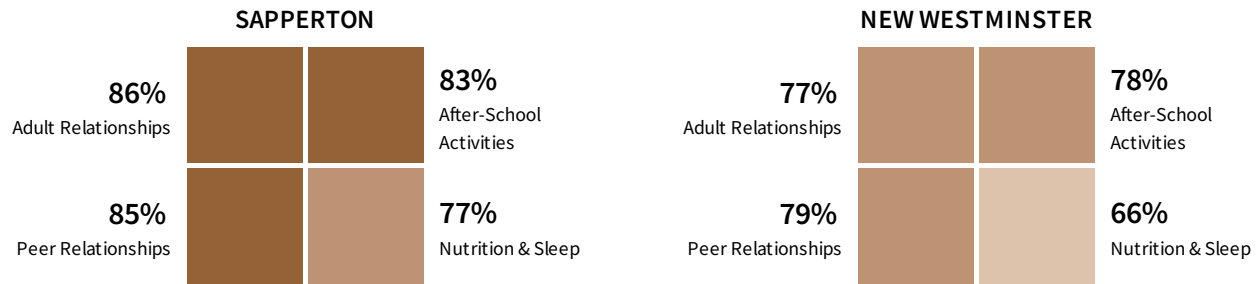 SAPPERTON
86%
Adult Relationships
83%
After-School
Activities
85%
Peer Relationships
77%
Nutrition & Sleep
NEW WESTMINSTER
77%
Adult Relationships
78%
After-School
Activities
79%
Peer Relationships
66%
Nutrition & Sleep